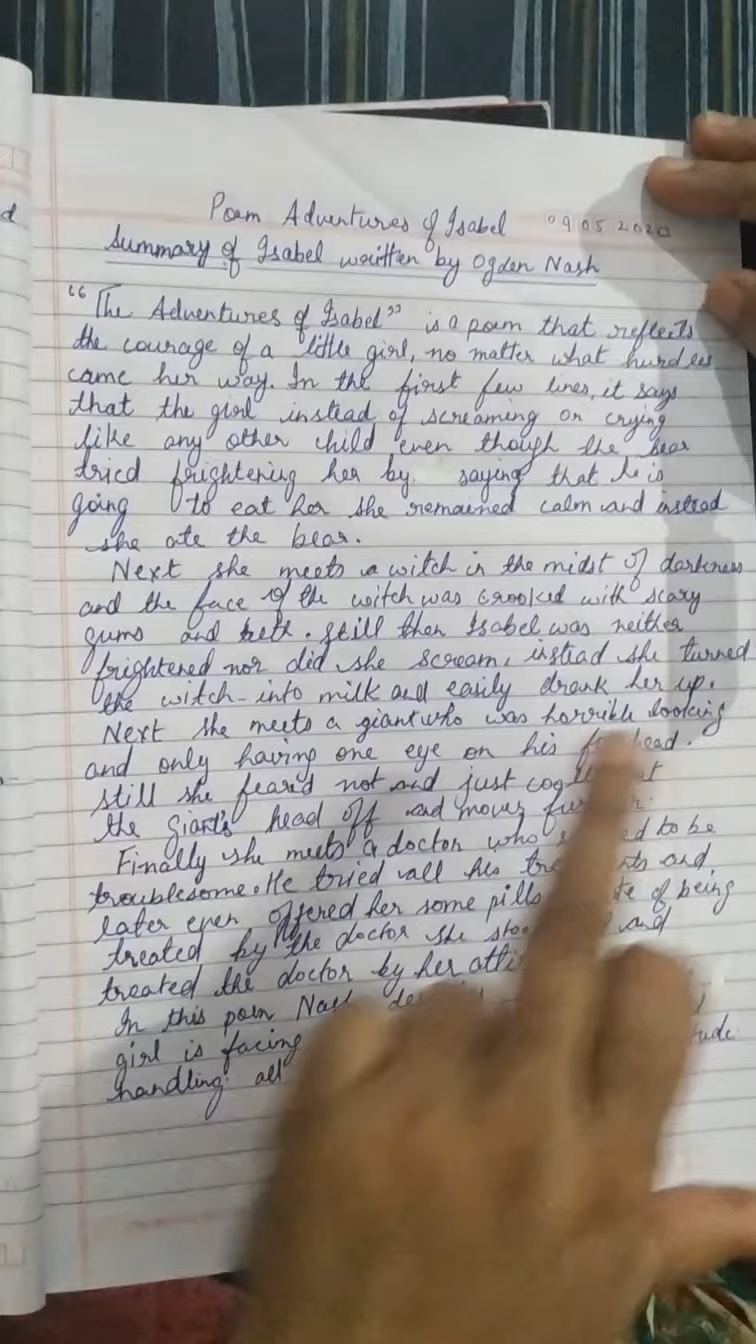 Poem Adventures of Isabel 09 05 2020
Summary of Isabel written by Ogden Nash
"The Adventures of Isabel" is a poem that reflects
the courage of a little girl, no matter what hurdles
came her way. In the first few lines, it says
that the girl instead of screaming or crying
like any other child even though the bear
tried frightening her by saying that he is
going to eat her she remained calm and instead
she ate the bear.
Next she meets a witch in the midst of darkness
and the face of the witch was crooked with scary
gums and teeth. Still then Isabel was neither
frightened nor did she scream, instead she turned
the witch into milk and easily drank her up.
Next she meets a giant who was horrible looking
and only having one eye on his head.
still she feared not and just
the giant's head off and moves
Finally she meets a doctor who to be
troublesome. He tried all his and
later even offered her some pills of being
treated by the doctor she and
treated the doctor by her
In this poem Nash
girl is facing
handling all